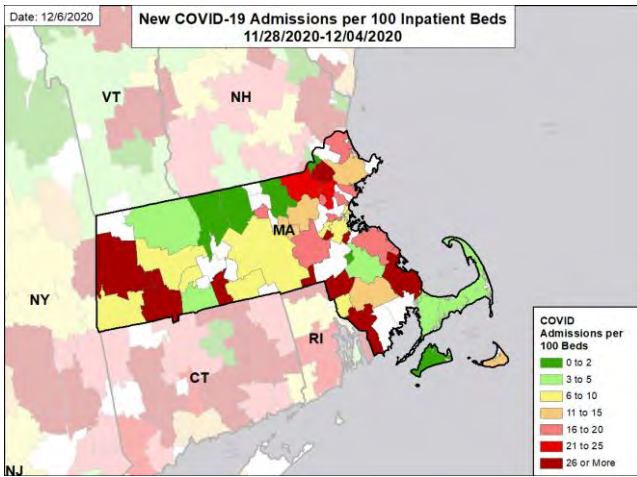 Date: 12/6/2020
New COVID-19 Admissions per 100 Inpatient Beds
11/28/2020-12/04/2020
VT
NH
MA
NY
CT
RI
NJ
COVID
Admissions per
100 Beds
0 to 2
3 to 5
6 to 10
11 to 15
16 to 20
21 to 25
26 or More